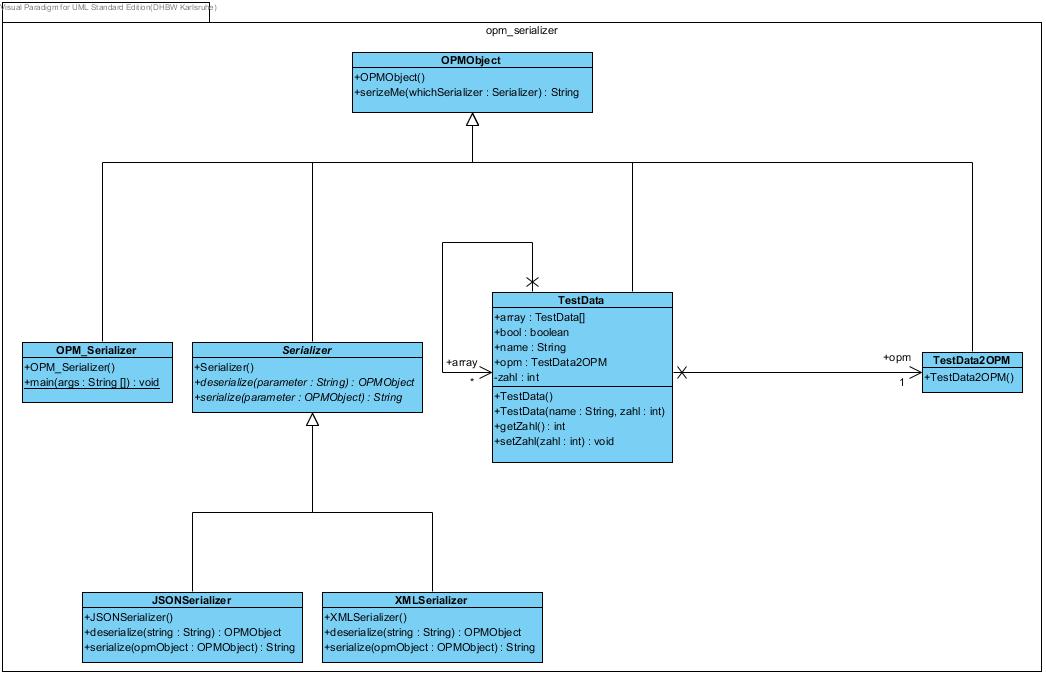 Visual Paradigm for UML Standard Edition(DHBW Karlsruhe)
opm_serializer
OPMObject
+OPMObject()
+serizeMe(whichSerializer : Serializer) : String
OPM_Serializer
+OPM_Serializer()
+main(args : String []) : void
Serializer
+Serializer()
+deserialize(parameter : String) : OPMObject
+serialize(parameter : OPMObject) : String
+array
*
TestData
+array : TestData[]
+bool : boolean
+name : String
+opm : TestData2OPM
-zahl : int
+TestData()
+TestData(name : String, zahl : int)
+getZahl() : int
+setZahl(zahl : int) : void
+opm
1
TestData2OPM
+TestData2OPM()
JSONSerializer
+JSONSerializer()
+deserialize(string : String) : OPMObject
+serialize(opmObject : OPMObject) : String
XMLSerializer
+XMLSerializer()
+deserialize(string : String) : OPMObject
+serialize(opmObject : OPMObject) : String